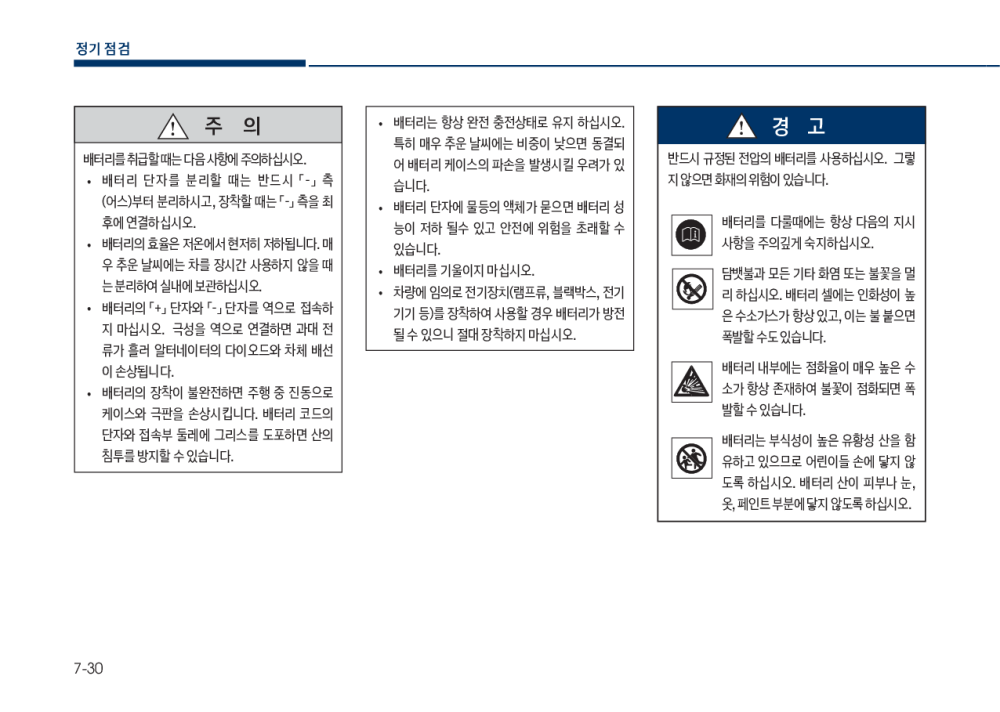 정기 점검
주 의
배터리를 취급할 때는 다음 사항에 주의하십시오.
• 배터리 단자를 분리할 때는 반드시 「-」 측
(어스)부터 분리하시고, 장착할 때는 「-」 측을 최
후에 연결하십시오.
• 배터리의 효율은 저온에서 현저히 저하됩니다. 매
우 추운 날씨에는 차를 장시간 사용하지 않을 때
는 분리하여 실내에 보관하십시오.
• 배터리의 「+」 단자와 「-」 단자를 역으로 접속하
지 마십시오. 극성을 역으로 연결하면 과대 전
류가 흘러 알터네이터의 다이오드와 차체 배선
이 손상됩니다.
• 배터리의 장착이 불완전하면 주행 중 진동으로
케이스와 극판을 손상시킵니다. 배터리 코드의
단자와 접속부 둘레에 그리스를 도포하면 산의
침투를 방지할 수 있습니다.
• 배터리는 항상 완전 충전상태로 유지 하십시오.
특히 매우 추운 날씨에는 비중이 낮으면 동결되
어 배터리 케이스의 파손을 발생시킬 우려가 있
습니다.
• 배터리 단자에 물등의 액체가 묻으면 배터리 성
능이 저하 될수 있고 안전에 위험을 초래할 수
있습니다.
• 배터리를 기울이지 마십시오.
• 차량에 임의로 전기장치(램프류, 블랙박스, 전기
기기 등)를 장착하여 사용할 경우 배터리가 방전
될 수 있으니 절대 장착하지 마십시오.
경 고
반드시 규정된 전압의 배터리를 사용하십시오. 그렇
지 않으면 화재의 위험이 있습니다.
배터리를 다룰때에는 항상 다음의 지시
사항을 주의깊게 숙지하십시오.
담뱃불과 모든 기타 화염 또는 불꽃을 멀
리 하십시오. 배터리 셀에는 인화성이 높
은 수소가스가 항상 있고, 이는 불 붙으면
폭발할 수도 있습니다.
배터리 내부에는 점화율이 매우 높은 수
소가 항상 존재하여 불꽃이 점화되면 폭
발할 수 있습니다.
배터리는 부식성이 높은 유황성 산을 함
유하고 있으므로 어린이들 손에 닿지 않
도록 하십시오. 배터리 산이 피부나 눈,
옷, 페인트 부분에 닿지 않도록 하십시오.
7-30